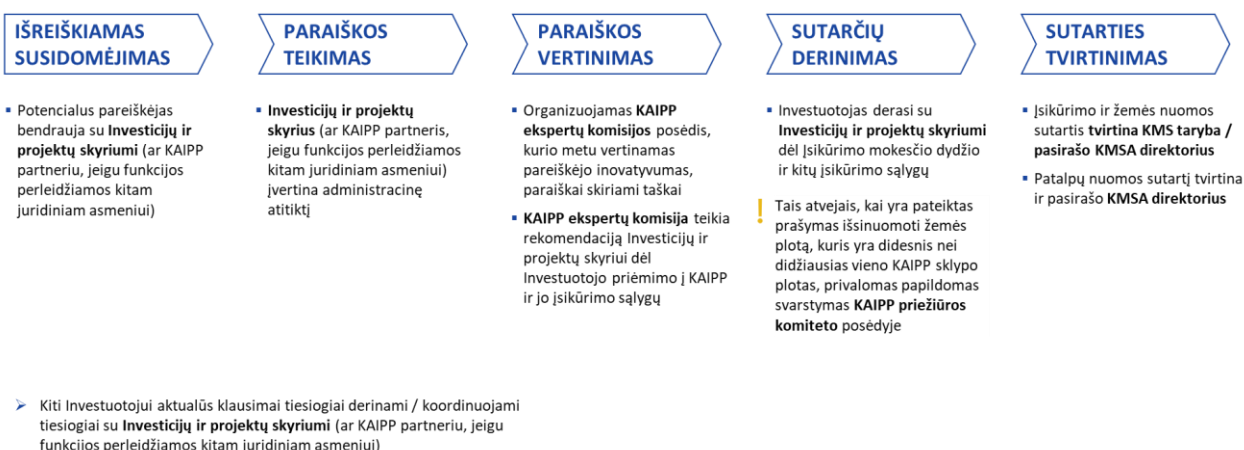 IŠREIŠKIAMAS
SUSIDOMĖJIMAS
PARAIŠKOS
TEIKIMAS
PARAIŠKOS
VERTINIMAS
SUTARČIŲ
DERINIMAS
SUTARTIES
TVIRTINIMAS
▪ Potencialus pareiškėjas
bendrauja su Investicijų ir
projektų skyriumi (ar KAIPP
partneriu, jeigu funkcijos
perleidžiamos kitam
juridiniam asmeniui)
▪ Investicijų ir projektų
skyrius (ar KAIPP partneris,
jeigu funkcijos perleidžiamos
kitam juridiniam asmeniui)
įvertina administracinę
atitiktį
▪ Organizuojamas KAIPP
ekspertų komisijos posėdis,
kurio metu vertinamas
pareiškėjo inovatyvumas,
paraiškai skiriami taškai
▪ KAIPP ekspertų komisija teikia
rekomendaciją Investicijų ir
projektų skyriui dėl
Investuotojo priėmimo į KAIPP
ir jo įsikūrimo sąlygų
▪ Investuotojas derasi su
Investicijų ir projektų skyriumi
dėl Įsikūrimo mokesčio dydžio
ir kitų įsikūrimo sąlygų
! Tais atvejais, kai yra pateiktas
prašymas išsinuomoti žemės
plotą, kuris yra didesnis nei
didžiausias vieno KAIPP sklypo
plotas, privalomas papildomas
svarstymas KAIPP priežiūros
komiteto posėdyje
▪ Įsikūrimo ir žemės nuomos
sutartis tvirtina KMS taryba /
pasirašo KMSA direktorius
▪ Patalpų nuomos sutartį tvirtina
ir pasirašo KMSA direktorius
➢ Kiti Investuotojui aktualūs klausimai tiesiogiai derinami / koordinuojami
tiesiogiai su Investicijų ir projektų skyriumi (ar KAIPP partneriu, jeigu
funkcijos perleidžiamos kitam juridiniam asmeniui)